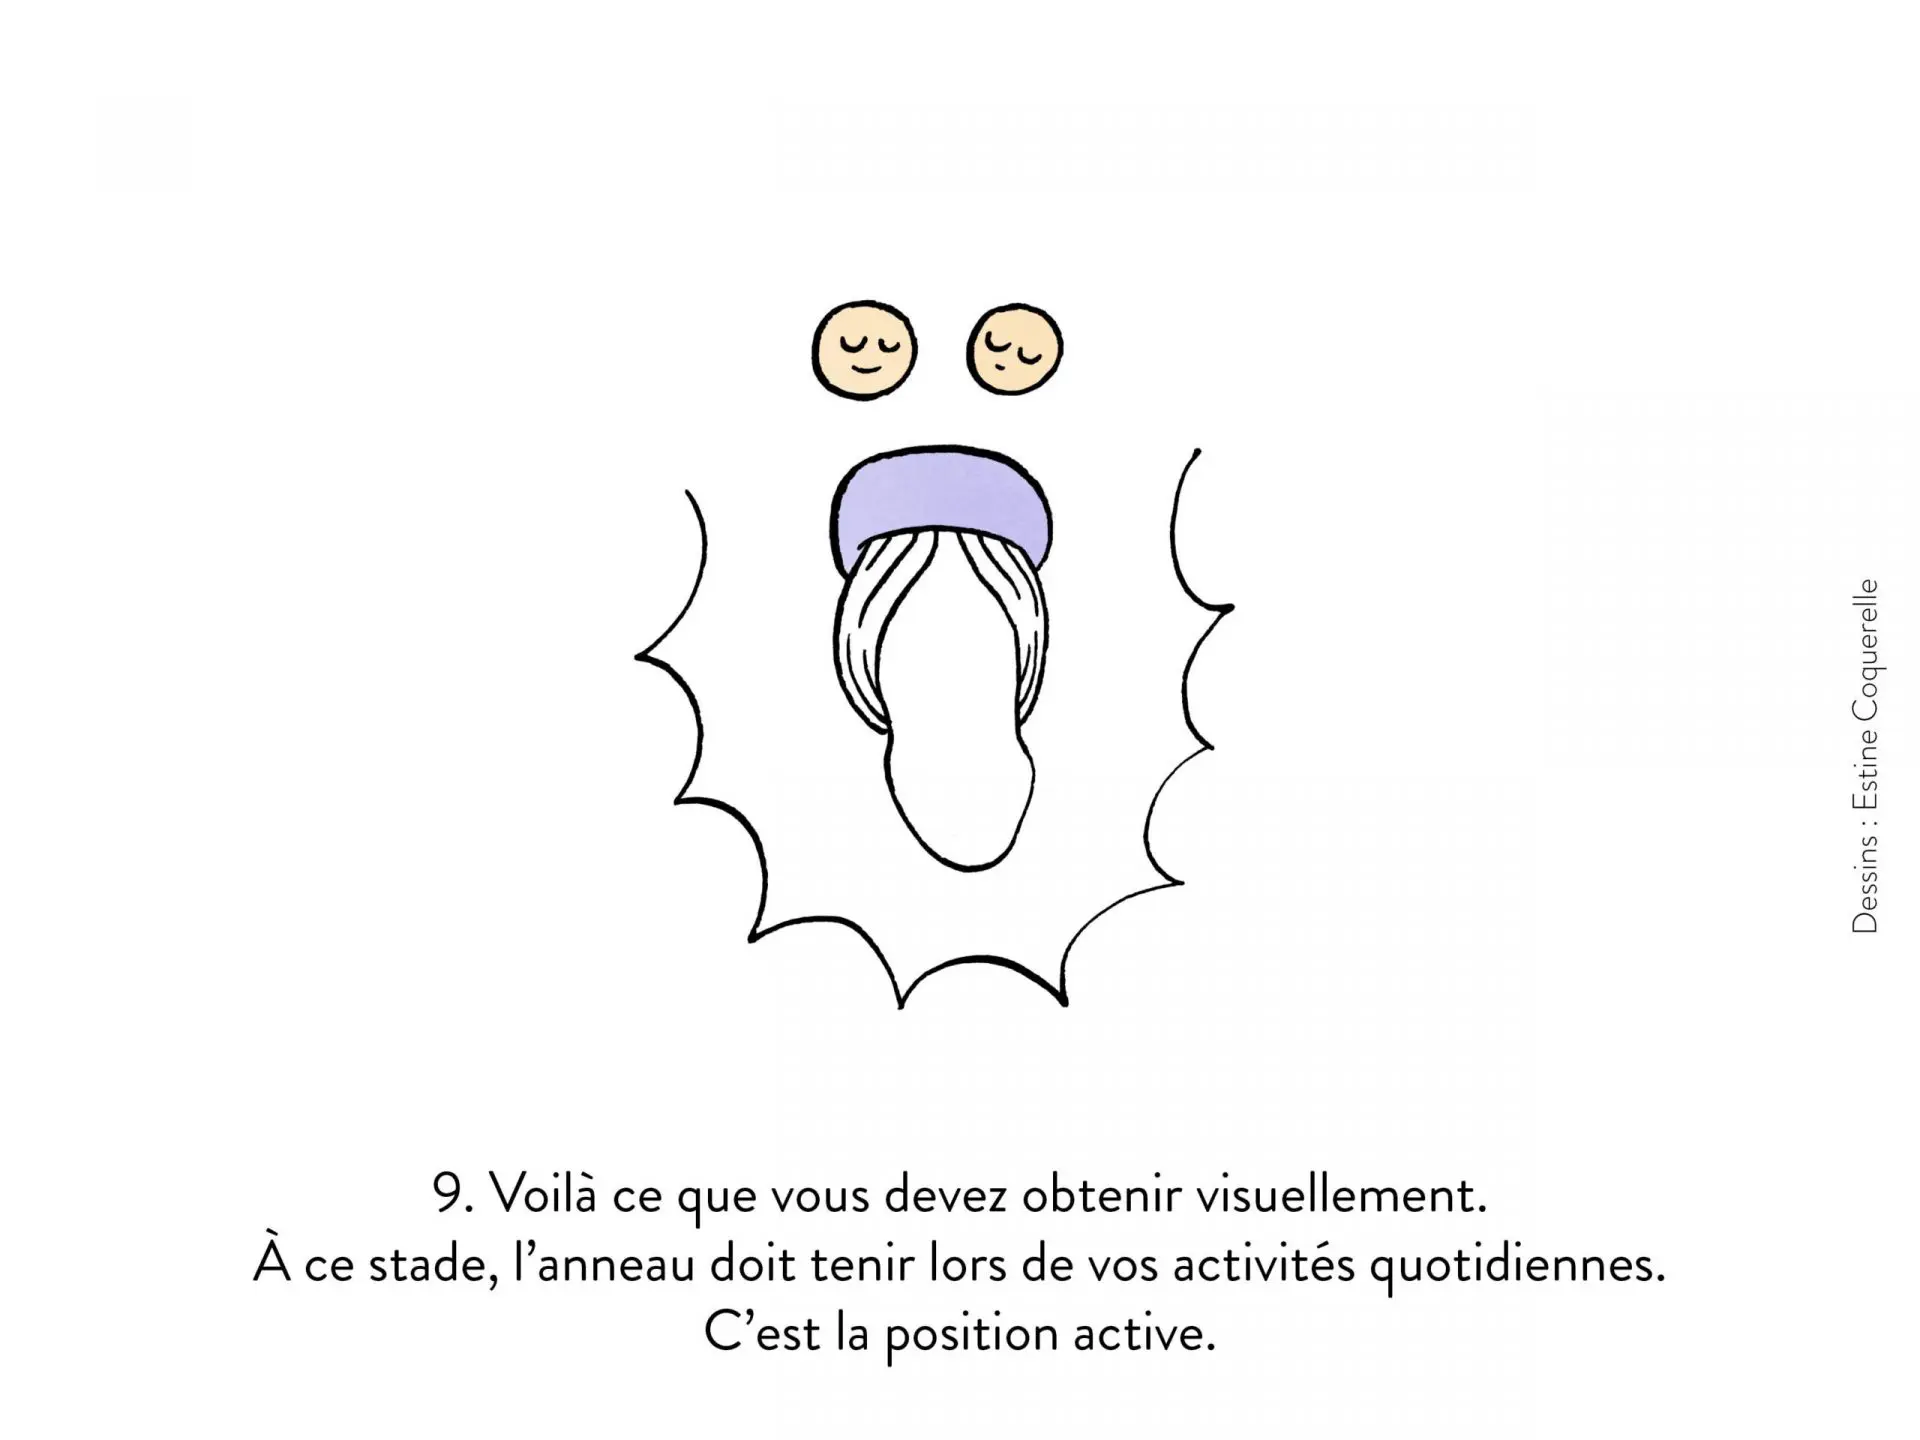 9. Voilà ce que vous devez obtenir visuellement.
À ce stade, l’anneau doit tenir lors de vos activités quotidiennes.
C’est la position active.
Dessins : Estine Coquerelle